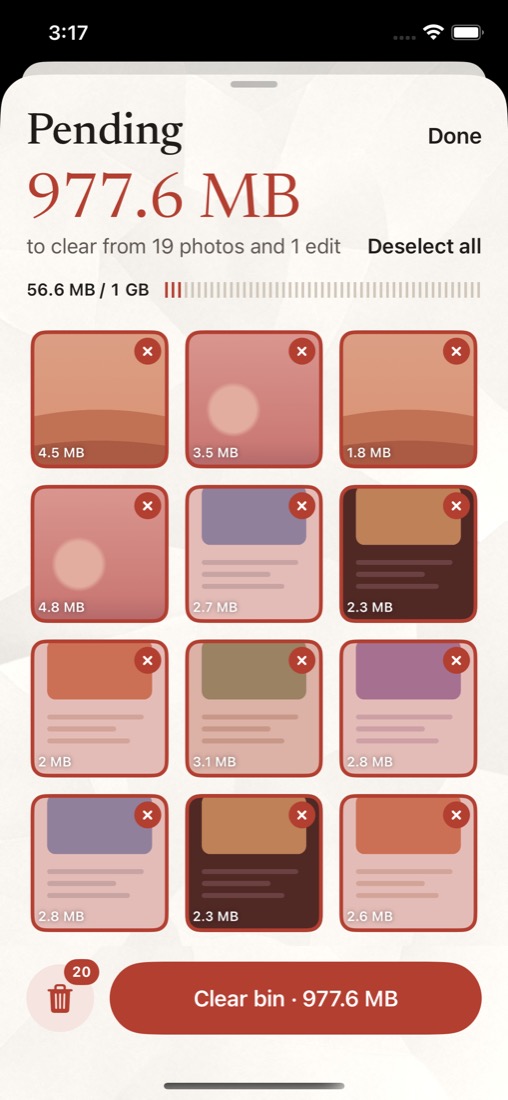 3:17
Pending
Done
977.6 MB
to clear from 19 photos and 1 edit
Deselect all
56.6 MB / 1 GB
4.5 MB
3.5 MB
1.8 MB
4.8 MB
2.7 MB
2.3 MB
2 MB
3.1 MB
2.8 MB
2.8 MB
2.3 MB
2.6 MB
20
Clear bin · 977.6 MB